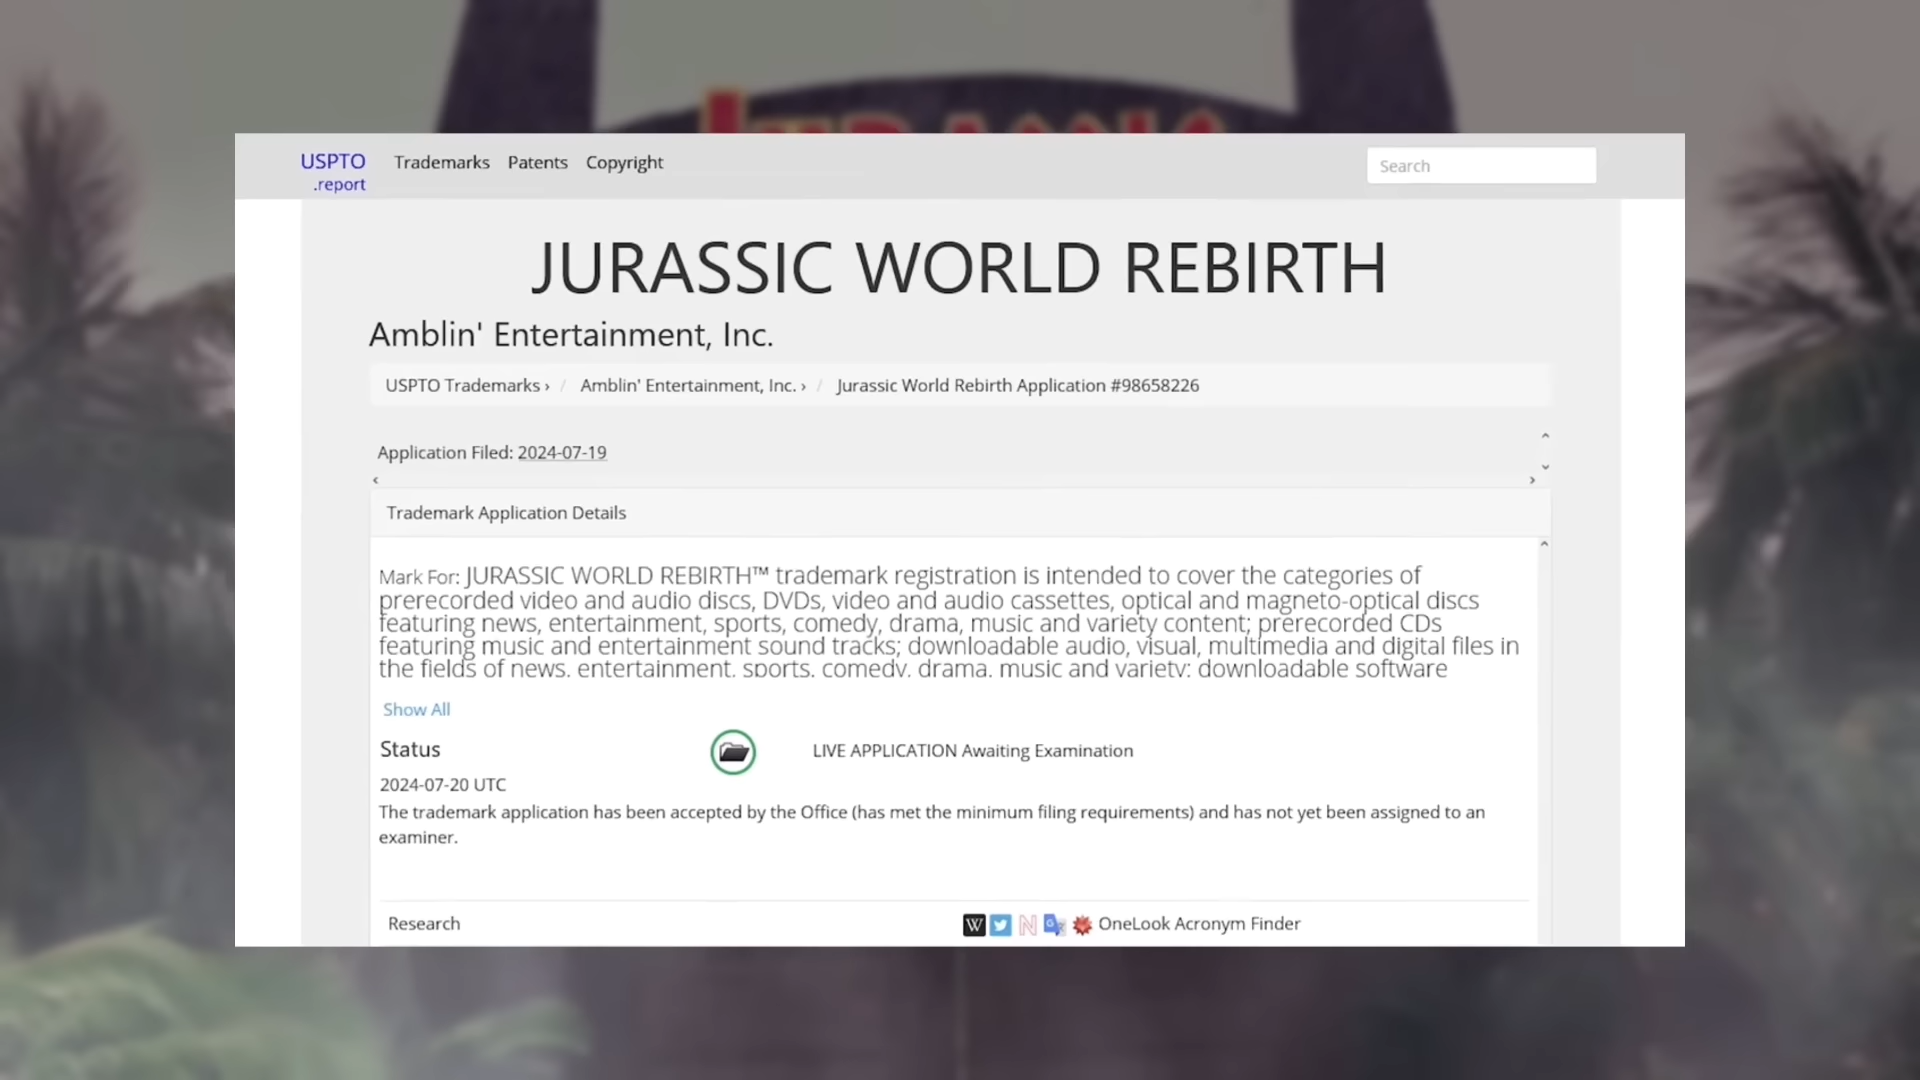 USPTO
.report
Trademarks Patents Copyright
Search
JURASSIC WORLD REBIRTH
Amblin' Entertainment, Inc.
USPTO Trademarks › / Amblin' Entertainment, Inc. › / Jurassic World Rebirth Application #98658226
Application Filed: 2024-07-19
Trademark Application Details
Mark For: JURASSIC WORLD REBIRTH™ trademark registration is intended to cover the categories of
prerecorded video and audio discs, DVDs, video and audio cassettes, optical and magneto-optical discs
featuring news, entertainment, sports, comedy, drama, music and variety content; prerecorded CDs
featuring music and entertainment sound tracks; downloadable audio, visual, multimedia and digital files in
the fields of news, entertainment, sports, comedy, drama, music and variety; downloadable software
Show All
Status
LIVE APPLICATION Awaiting Examination
2024-07-20 UTC
The trademark application has been accepted by the Office (has met the minimum filing requirements) and has not yet been assigned to an
examiner.
Research
W N G OneLook Acronym Finder